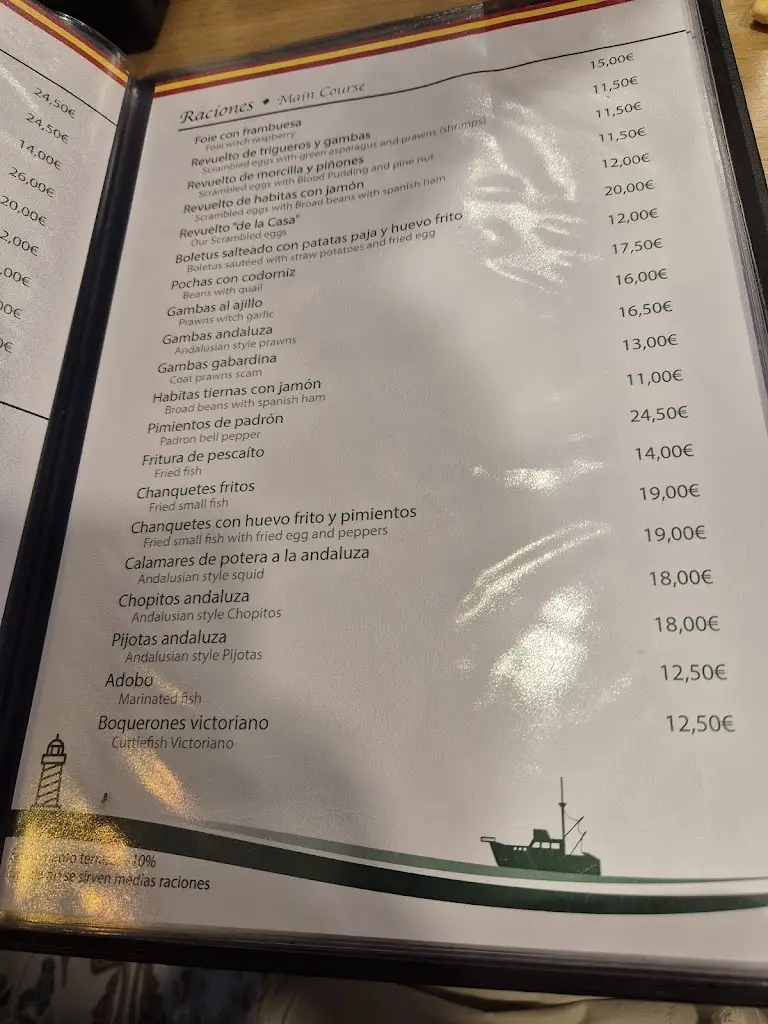 24,50€
24,50€
14,00€
26,00€
20,00€
2,00€
,00€
00€
0€
Raciones • Main Course
Foie con frambuesa 15,00€
Foie witch raspberry
Revuelto de trigueros y gambas 11,50€
Scrambled eggs with green asparagus and prawns (shrimps)
Revuelto de morcilla y piñones 11,50€
Scrambled eggs with Blood Pudding and pine nut
Revuelto de habitas con jamón 11,50€
Scrambled eggs with Broad beans with spanish ham
Revuelto "de la Casa" 12,00€
Our Scrambled eggs
Boletus salteado con patatas paja y huevo frito 20,00€
Boletus sautéed with straw potatoes and fried egg
Pochas con codorniz 12,00€
Beans with quail
Gambas al ajillo 17,50€
Prawns witch garlic
Gambas andaluza 16,00€
Andalusian style prawns
Gambas gabardina 16,50€
Coat prawns scam
Habitas tiernas con jamón 13,00€
Broad beans with spanish ham
Pimientos de padrón 11,00€
Padron bell pepper
Fritura de pescaíto 24,50€
Fried fish
Chanquetes fritos 14,00€
Fried small fish
Chanquetes con huevo frito y pimientos 19,00€
Fried small fish with fried egg and peppers
Calamares de potera a la andaluza 19,00€
Andalusian style squid
Chopitos andaluza 18,00€
Andalusian style Chopitos
Pijotas andaluza 18,00€
Andalusian style Pijotas
Adobo 12,50€
Marinated fish
Boquerones victoriano 12,50€
Cuttlefish Victoriano
10%
se sirven medias raciones